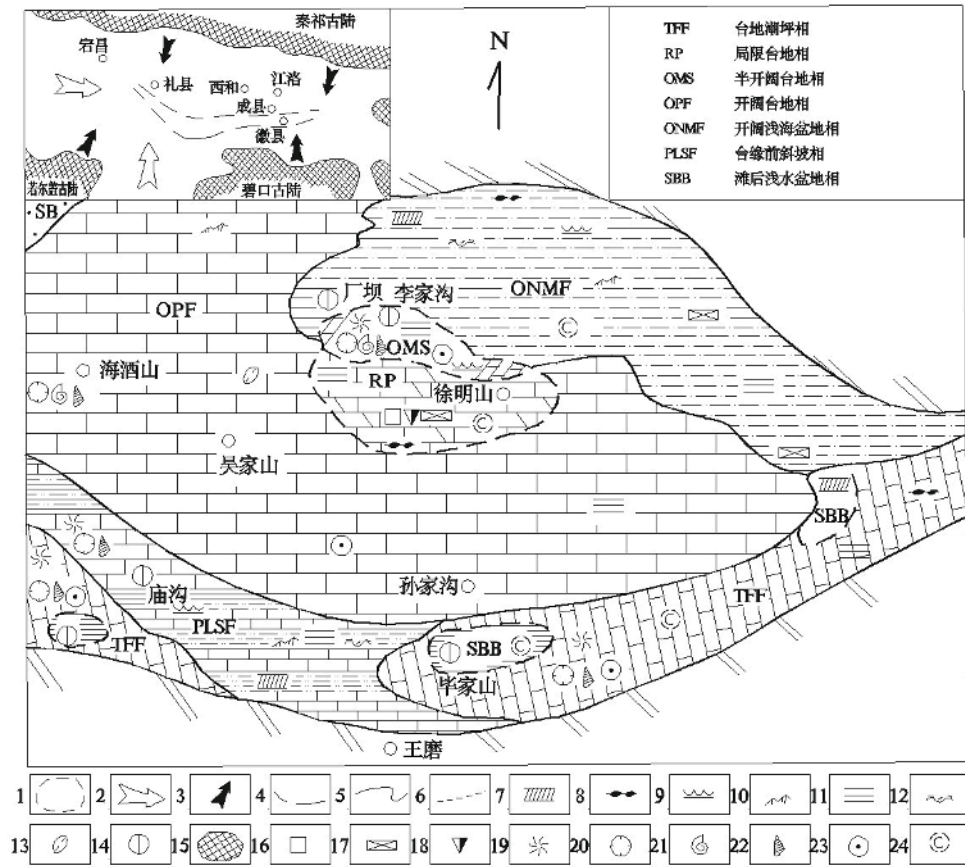 秦祁古陆
宕昌
礼县
西和
江洛
成县
徽县
若尔盖古陆
碧口古陆
N
TFF 台地潮坪相
RP 局限台地相
OMS 半开阔台地相
OPF 开阔台地相
ONMF 开阔浅海盆地相
PLSF 台缘前斜坡相
SBB 滩后浅水盆地相
SB
OPF
厂坝 李家沟
ONMF
OMS
海酒山
RP
徐明山
吴家山
SBB
孙家沟
庙沟
TFF
PLSF
TFF
SBB
毕家山
王磨
1 2 3 4 5 6 7 8 9 10 11 12
13 14 15 16 17 18 19 20 21 22 23 24